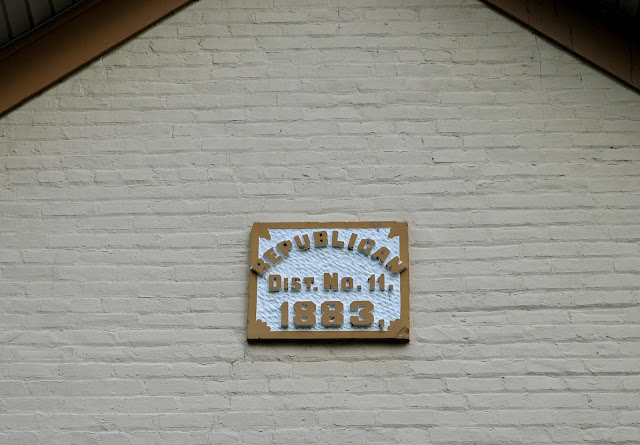 REPUBLICAN
DIST. NO. 11,
1883,